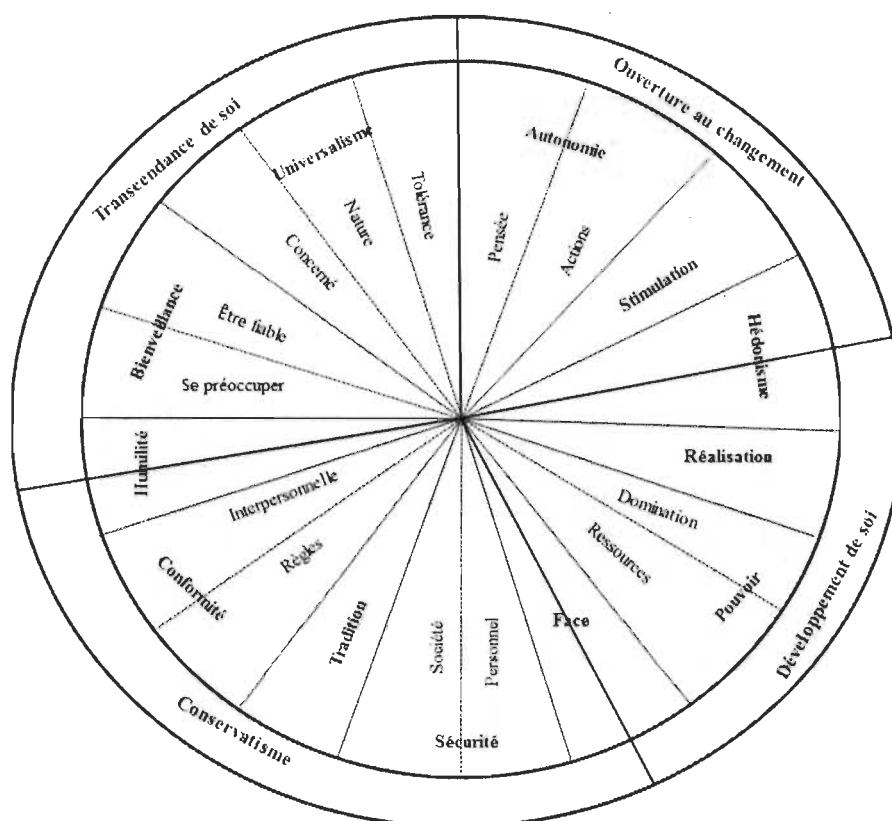 Ouverture au changement
Transcendance de soi
Autonomie
Universalisme
Tolérance
Nature
Pensée
Actions
Concerné
Stimulation
Bienveillance
Être fiable
Hédonisme
Se préoccuper
Humilité
Réalisation
Interpersonnelle
Domination
Ressources
Règles
Conformité
Pouvoir
Développement de soi
Tradition
Face
Société
Personnel
Conservatisme
Sécurité